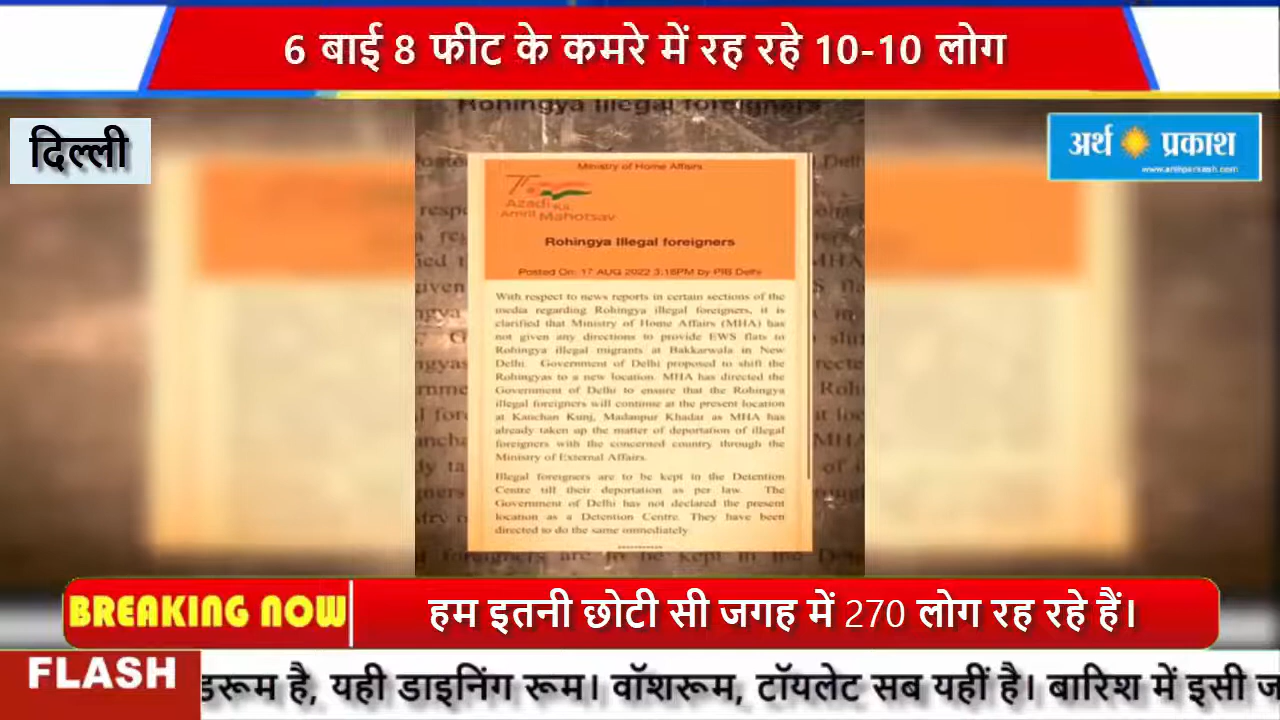 6 बाई 8 फीट के कमरे में रह रहे 10-10 लोग
दिल्ली
अर्थ प्रकाश
www.arthparkash.com
Rohingya Illegal foreigners
Ministry of Home Affairs
Azadi Ka
Amrit Mahotsav
Rohingya Illegal foreigners
Posted On: 17 AUG 2022 3:18PM by PIB Delhi
With respect to news reports in certain sections of the
media regarding Rohingya illegal foreigners, it is
clarified that Ministry of Home Affairs (MHA) has
not given any directions to provide EWS flats to
Rohingya illegal migrants at Bakkarwala in New
Delhi. Government of Delhi proposed to shift the
Rohingyas to a new location. MHA has directed the
Government of Delhi to ensure that the Rohingya
illegal foreigners will continue at the present location
at Kanchan Kunj, Madanpur Khadar as MHA has
already taken up the matter of deportation of illegal
foreigners with the concerned country through the
Ministry of External Affairs.
Illegal foreigners are to be kept in the Detention
Centre till their deportation as per law. The
Government of Delhi has not declared the present
location as a Detention Centre. They have been
directed to do the same immediately.
BREAKING NOW
हम इतनी छोटी सी जगह में 270 लोग रह रहे हैं।
FLASH
डरूम है, यही डाइनिंग रूम। वॉशरूम, टॉयलेट सब यहीं है। बारिश में इसी ज